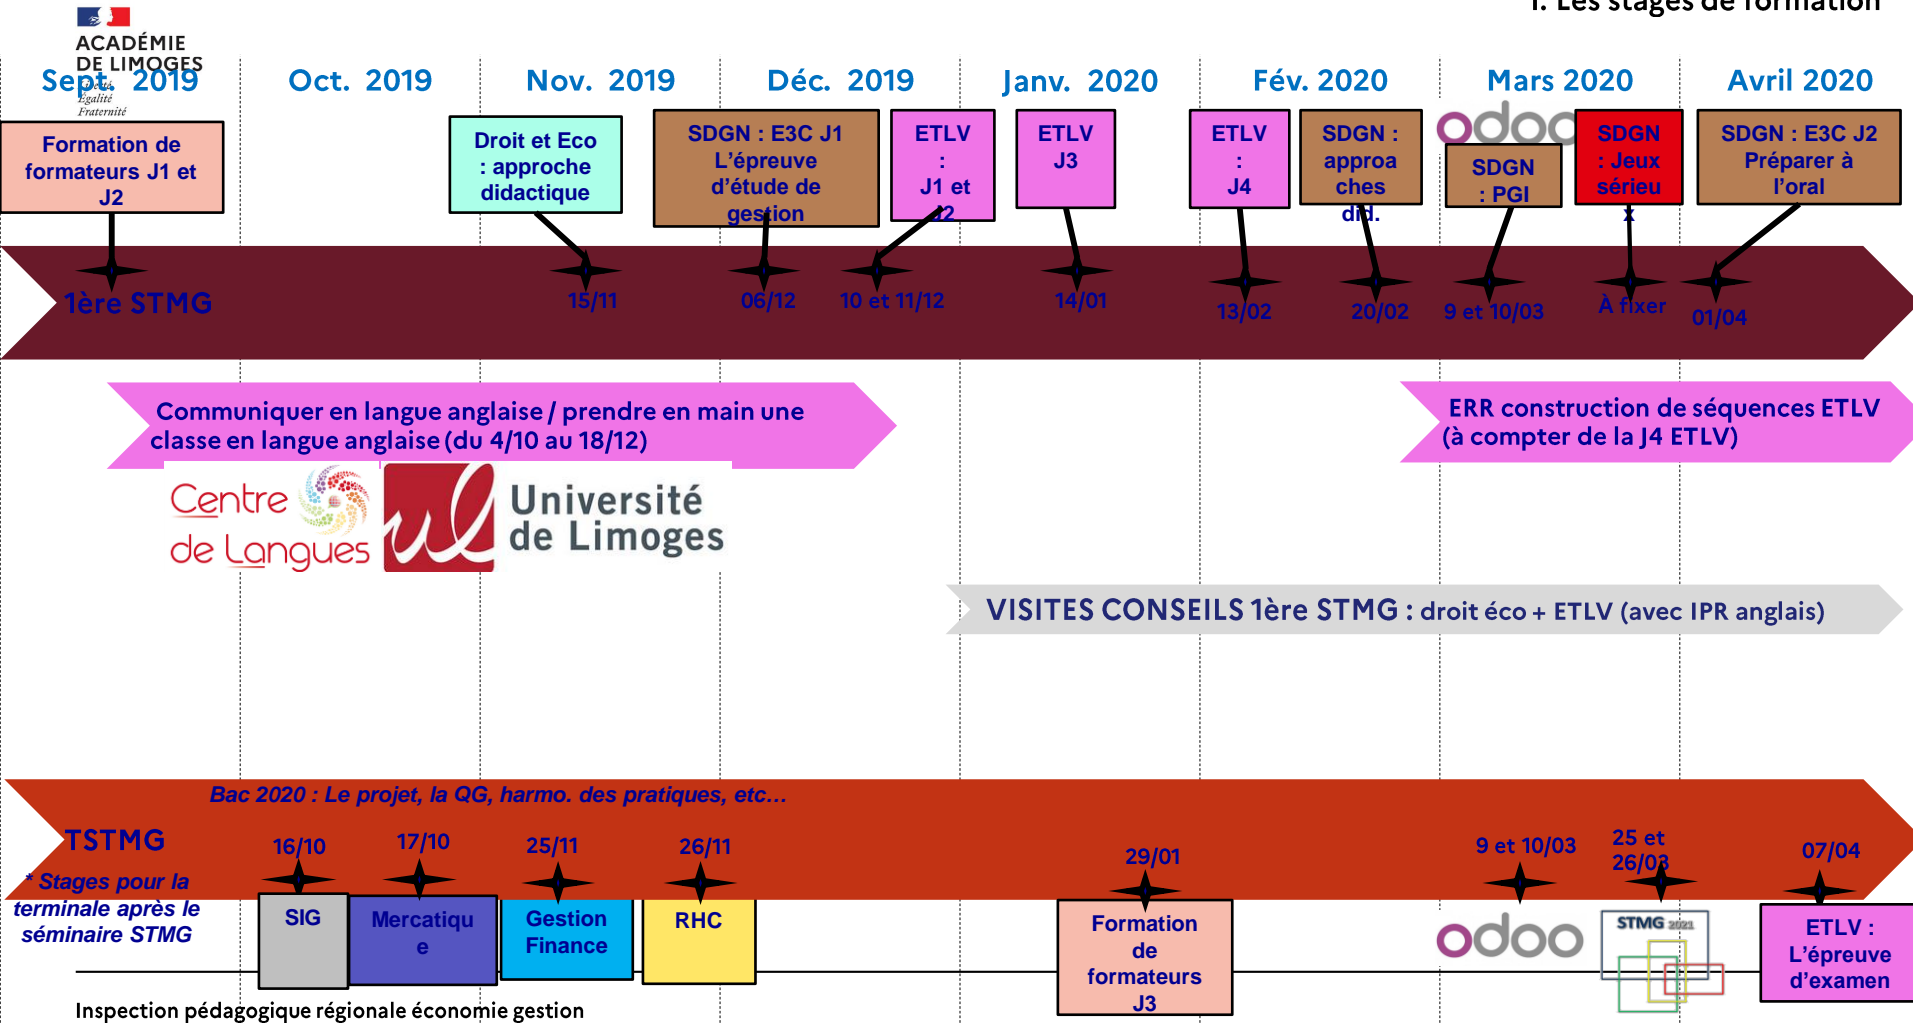 1. Les stages de formation
ACADÉMIE
DE LIMOGES
Liberté
Égalité
Fraternité
Sept. 2019
Oct. 2019
Nov. 2019
Déc. 2019
Janv. 2020
Fév. 2020
Mars 2020
Avril 2020
Formation de
formateurs J1 et
J2
Droit et Eco
: approche
didactique
SDGN : E3C J1
L'épreuve
d'étude de
gestion
ETLV
:
J1 et
J2
ETLV
J3
ETLV
:
J4
SDGN :
approa
ches
did.
odoo
SDGN
: PGI
SDGN
: Jeux
sérieu
x
SDGN : E3C J2
Préparer à
l'oral
1ère STMG
15/11
06/12
10 et 11/12
14/01
13/02
20/02
9 et 10/03
À fixer
01/04
Communiquer en langue anglaise / prendre en main une
classe en langue anglaise (du 4/10 au 18/12)
ERR construction de séquences ETLV
(à compter de la J4 ETLV)
Centre
de Langues
ul
Université
de Limoges
VISITES CONSEILS 1ère STMG : droit éco + ETLV (avec IPR anglais)
Bac 2020 : Le projet, la QG, harmo. des pratiques, etc…
TSTMG
16/10
17/10
25/11
26/11
29/01
9 et 10/03
25 et
26/03
07/04
* Stages pour la
terminale après le
séminaire STMG
SIG
Mercatiqu
e
Gestion
Finance
RHC
Formation
de
formateurs
J3
odoo
STMG 2021
ETLV :
L'épreuve
d'examen
Inspection pédagogique régionale économie gestion